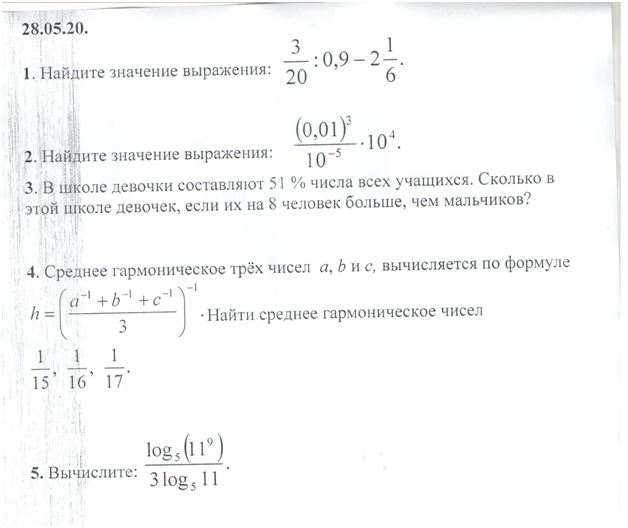 28.05.20.
1. Найдите значение выражения: 3/20 : 0,9 − 2 1/6.
2. Найдите значение выражения: (0,01)³/10⁻⁵ · 10⁴.
3. В школе девочки составляют 51 % числа всех учащихся. Сколько в
этой школе девочек, если их на 8 человек больше, чем мальчиков?
4. Среднее гармоническое трёх чисел a, b и c, вычисляется по формуле
h = ((a⁻¹ + b⁻¹ + c⁻¹)/3)⁻¹ . Найти среднее гармоническое чисел
1/15, 1/16, 1/17.
5. Вычислите: log₅(11⁹)/3 log₅ 11.